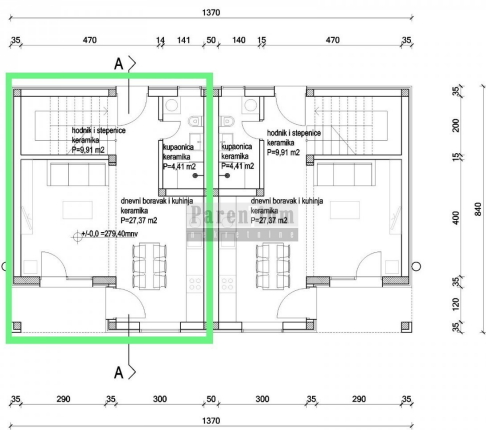 1370
35 470 14 141 50 140 15 470 35
A
hodnik i stepenice
keramika
P=9,91 m2
kupaonica
keramika
P=4,41 m2
kupaonica
keramika
P=4,41 m2
hodnik i stepenice
keramika
P=9,91 m2
dnevni boravak i kuhinja
keramika
P=27,37 m2
dnevni boravak i kuhinja
keramika
P=27,37 m2
+/-0,0 =279,40mnv
nekretnine
35
200
15
400
35
120
35
840
A
35 290 35 300 50 300 35 290 35
1370